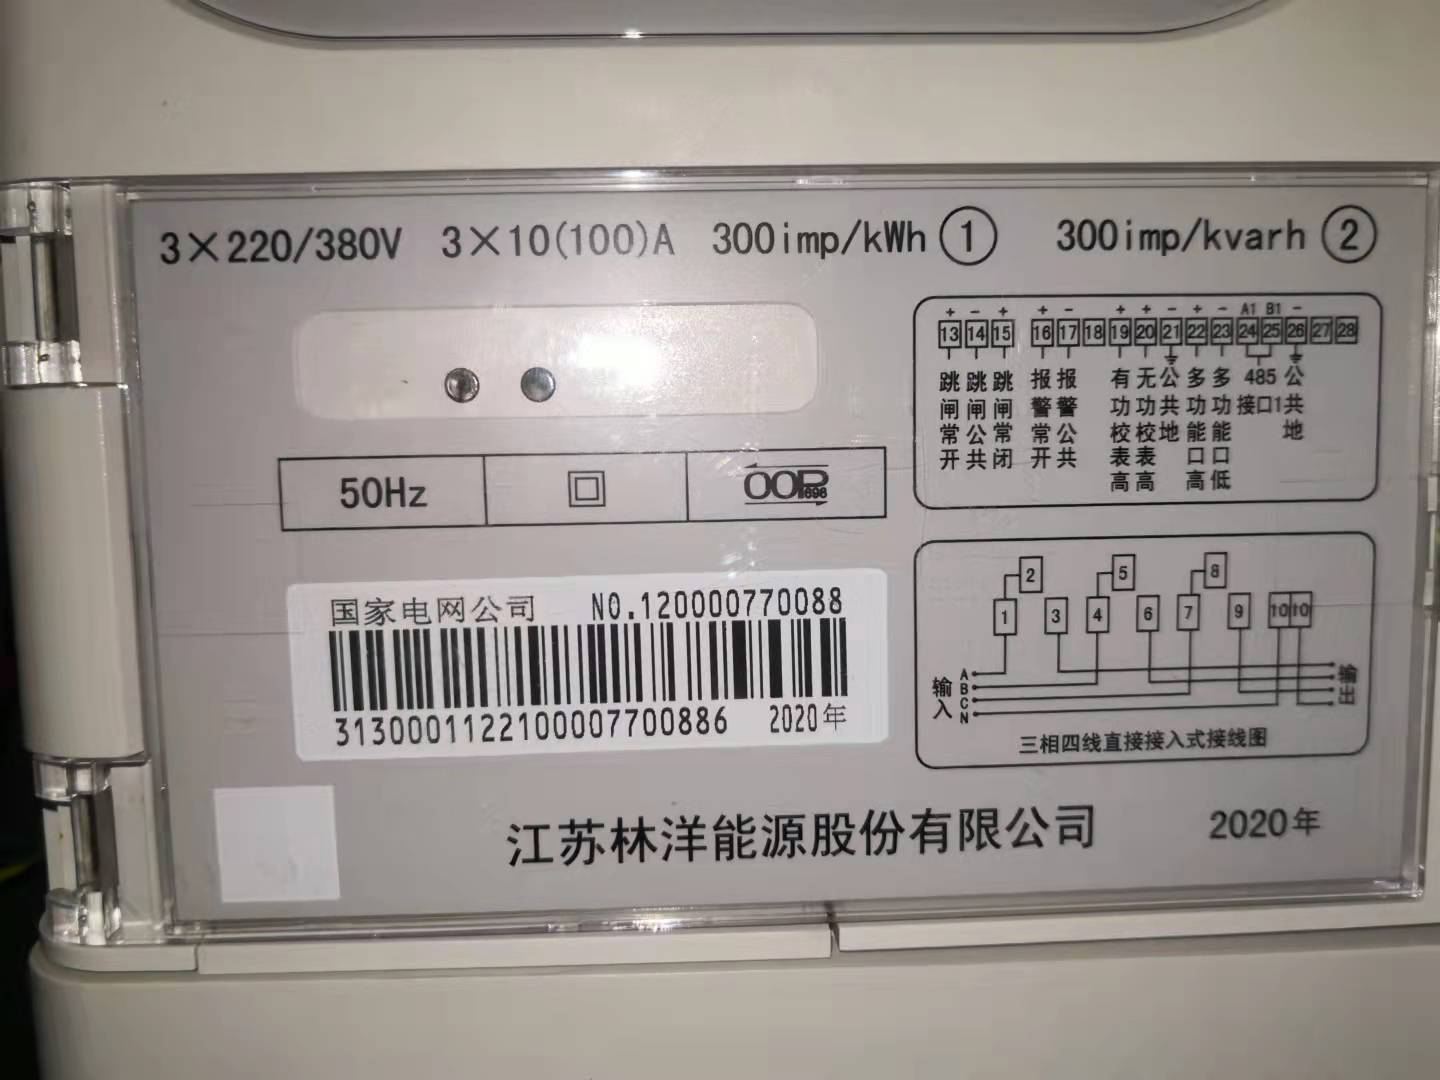 3×220/380V 3×10(100)A 300imp/kWh ① 300imp/kvarh ②
+ - + + - + + - + - A1 B1 -
13 14 15 16 17 18 19 20 21 22 23 24 25 26 27 28
跳闸常开 跳闸公共 跳闸常闭 报警常开 报警公共 有功校表高 无功校表高 公共地 多功能口高 多功能口低 485接口1 公共地
50Hz
OOP
698
国家电网公司 NO.120000770088
3130001122100007700886 2020年
2 5 8
1 3 4 6 7 9 10 10
输入 A B C N 输出
三相四线直接接入式接线图
江苏林洋能源股份有限公司 2020年